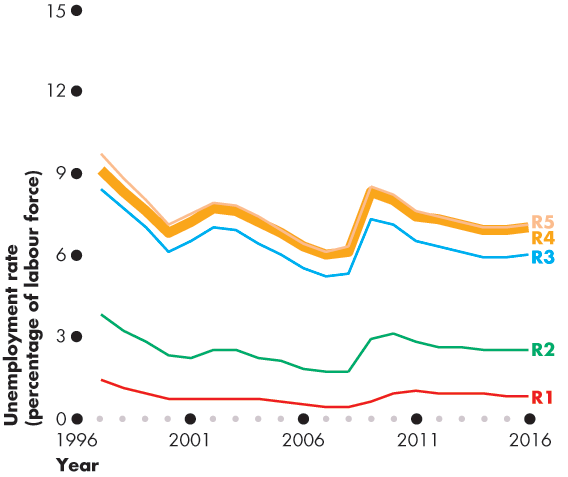 15
12
9
6
3
0
Unemployment rate
(percentage of labour force)
R5
R4
R3
R2
R1
1996
2001
2006
2011
2016
Year